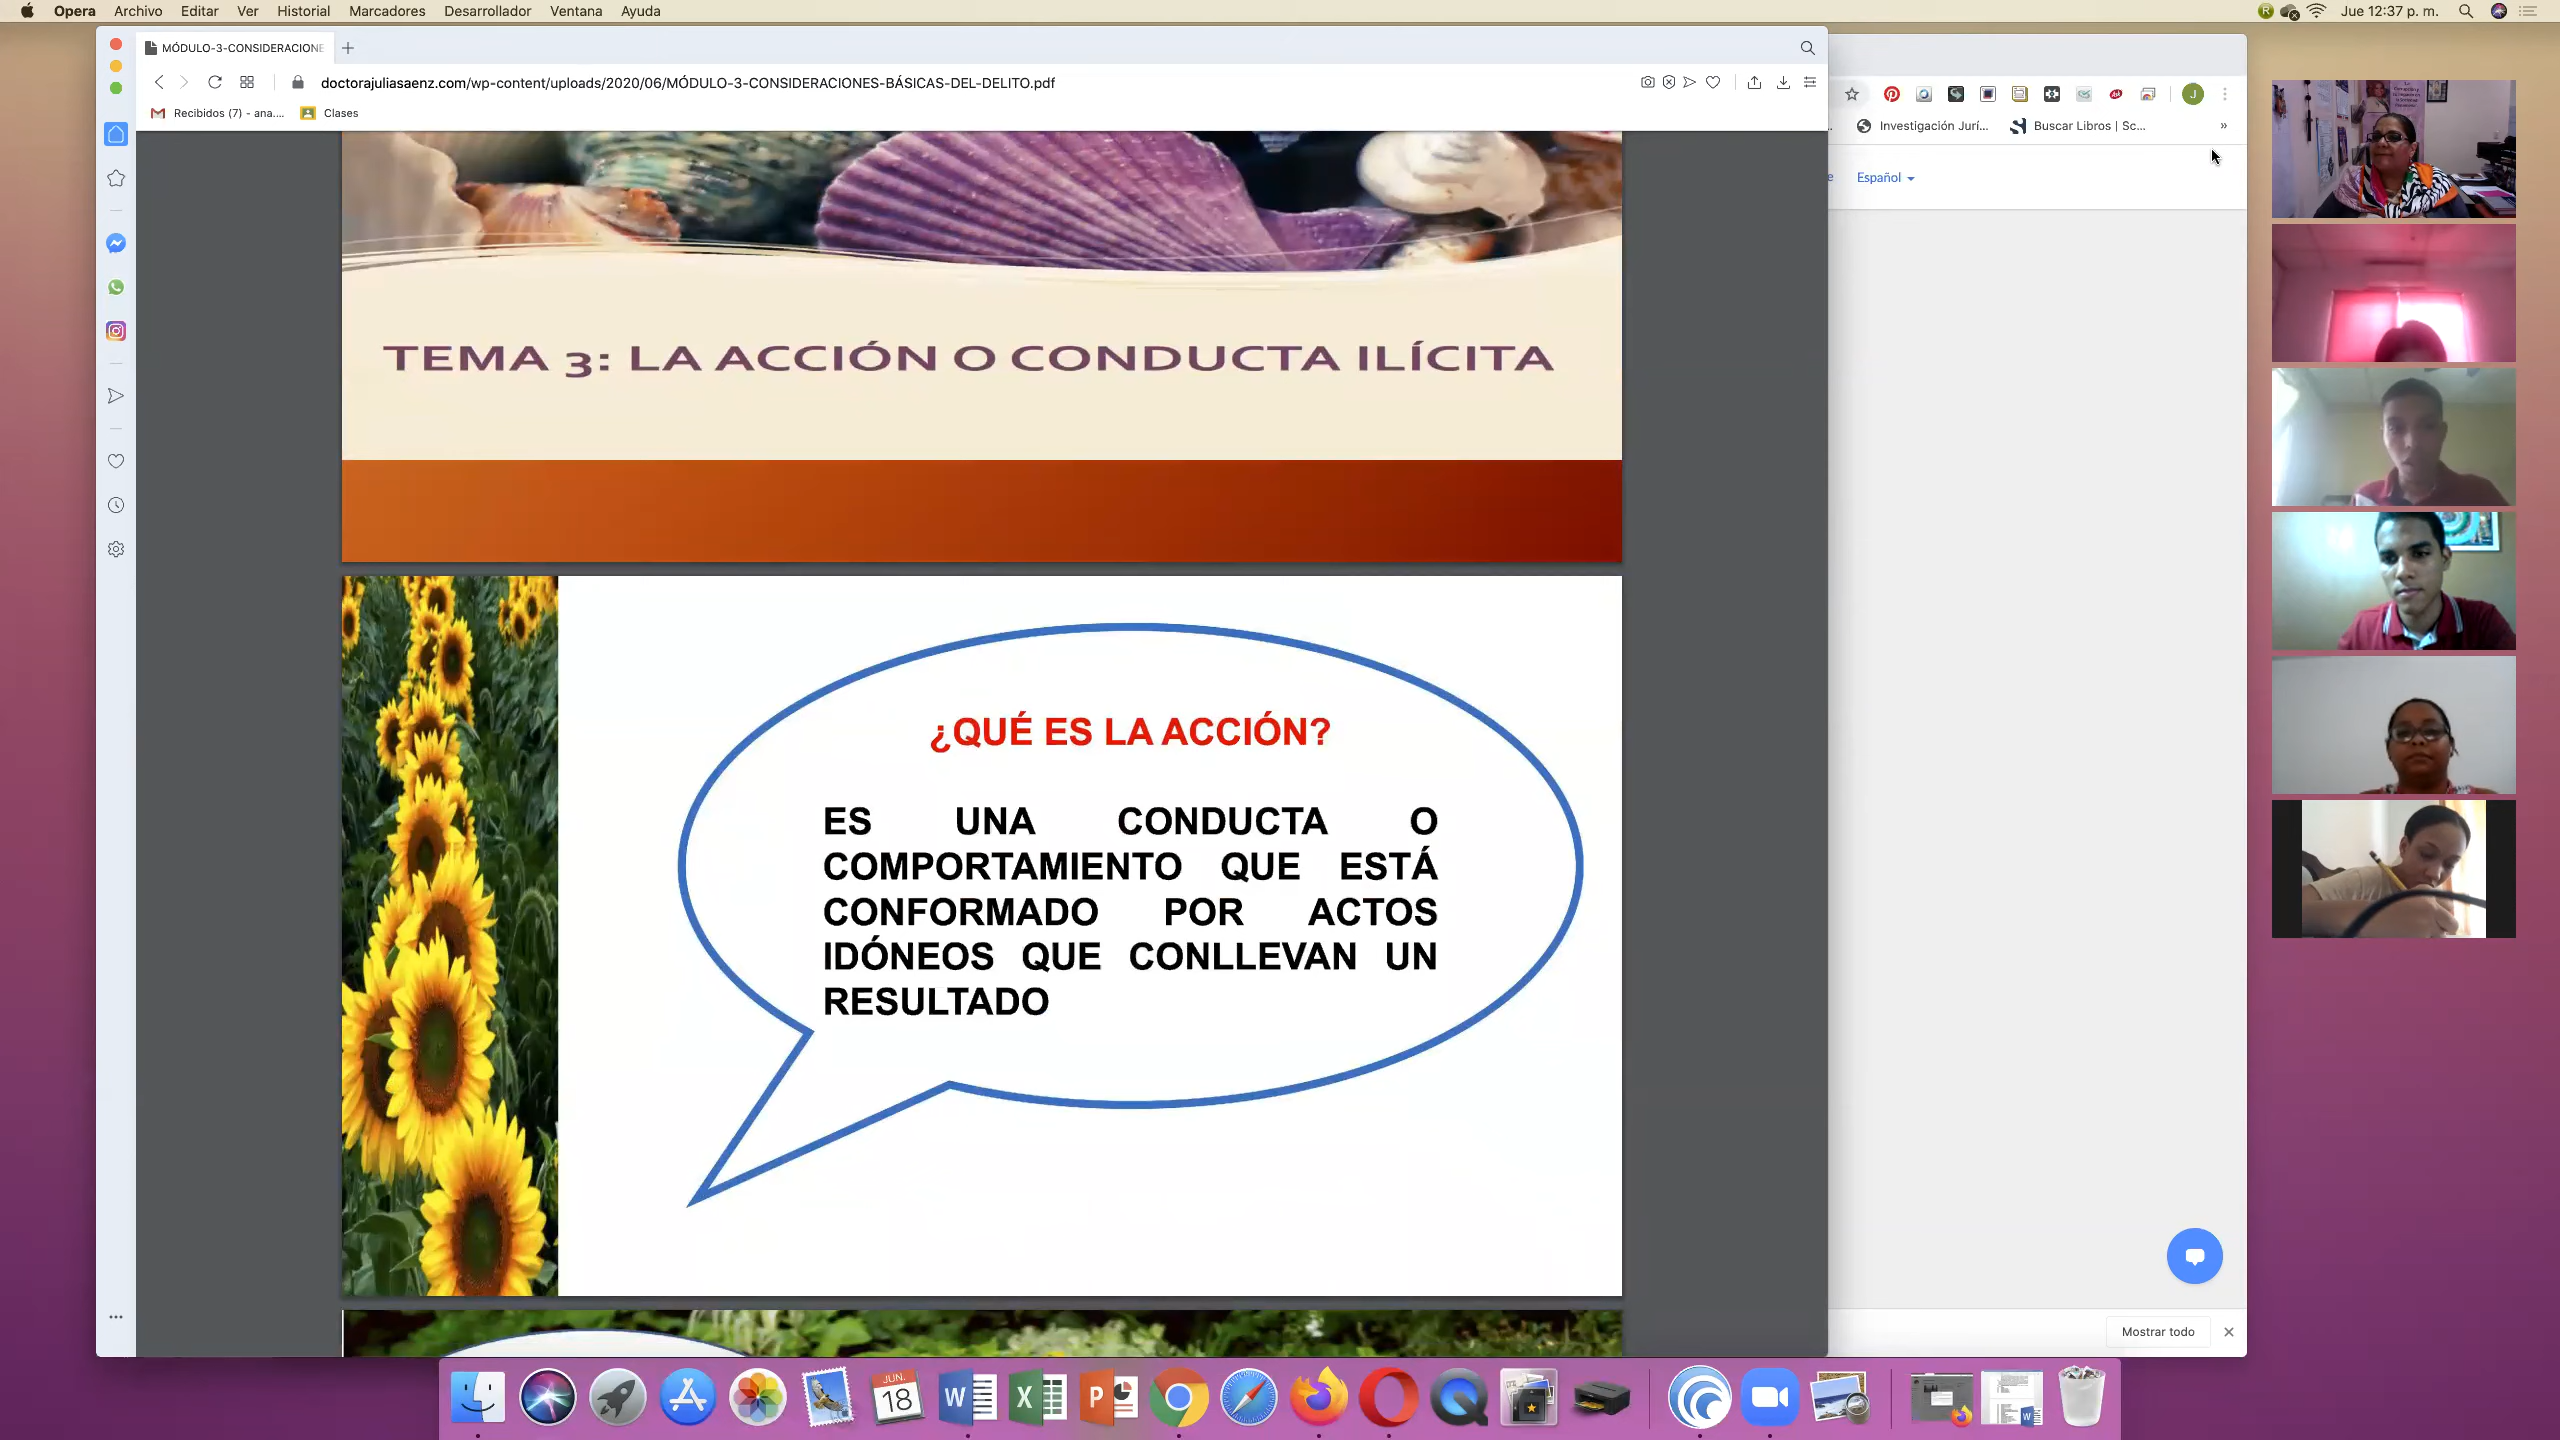 Opera Archivo Editar Ver Historial Marcadores Desarrollador Ventana Ayuda
Jue 12:37 p. m.
MÓDULO-3-CONSIDERACIONE
doctorajuliasaenz.com/wp-content/uploads/2020/06/MÓDULO-3-CONSIDERACIONES-BÁSICAS-DEL-DELITO.pdf
Recibidos (7) - ana.... Clases
J
Investigación Jurí... Buscar Libros | Sc... »
Español
TEMA 3: LA ACCIÓN O CONDUCTA ILÍCITA
¿QUÉ ES LA ACCIÓN?
ES UNA CONDUCTA O
COMPORTAMIENTO QUE ESTÁ
CONFORMADO POR ACTOS
IDÓNEOS QUE CONLLEVAN UN
RESULTADO
Mostrar todo
JUN.
18